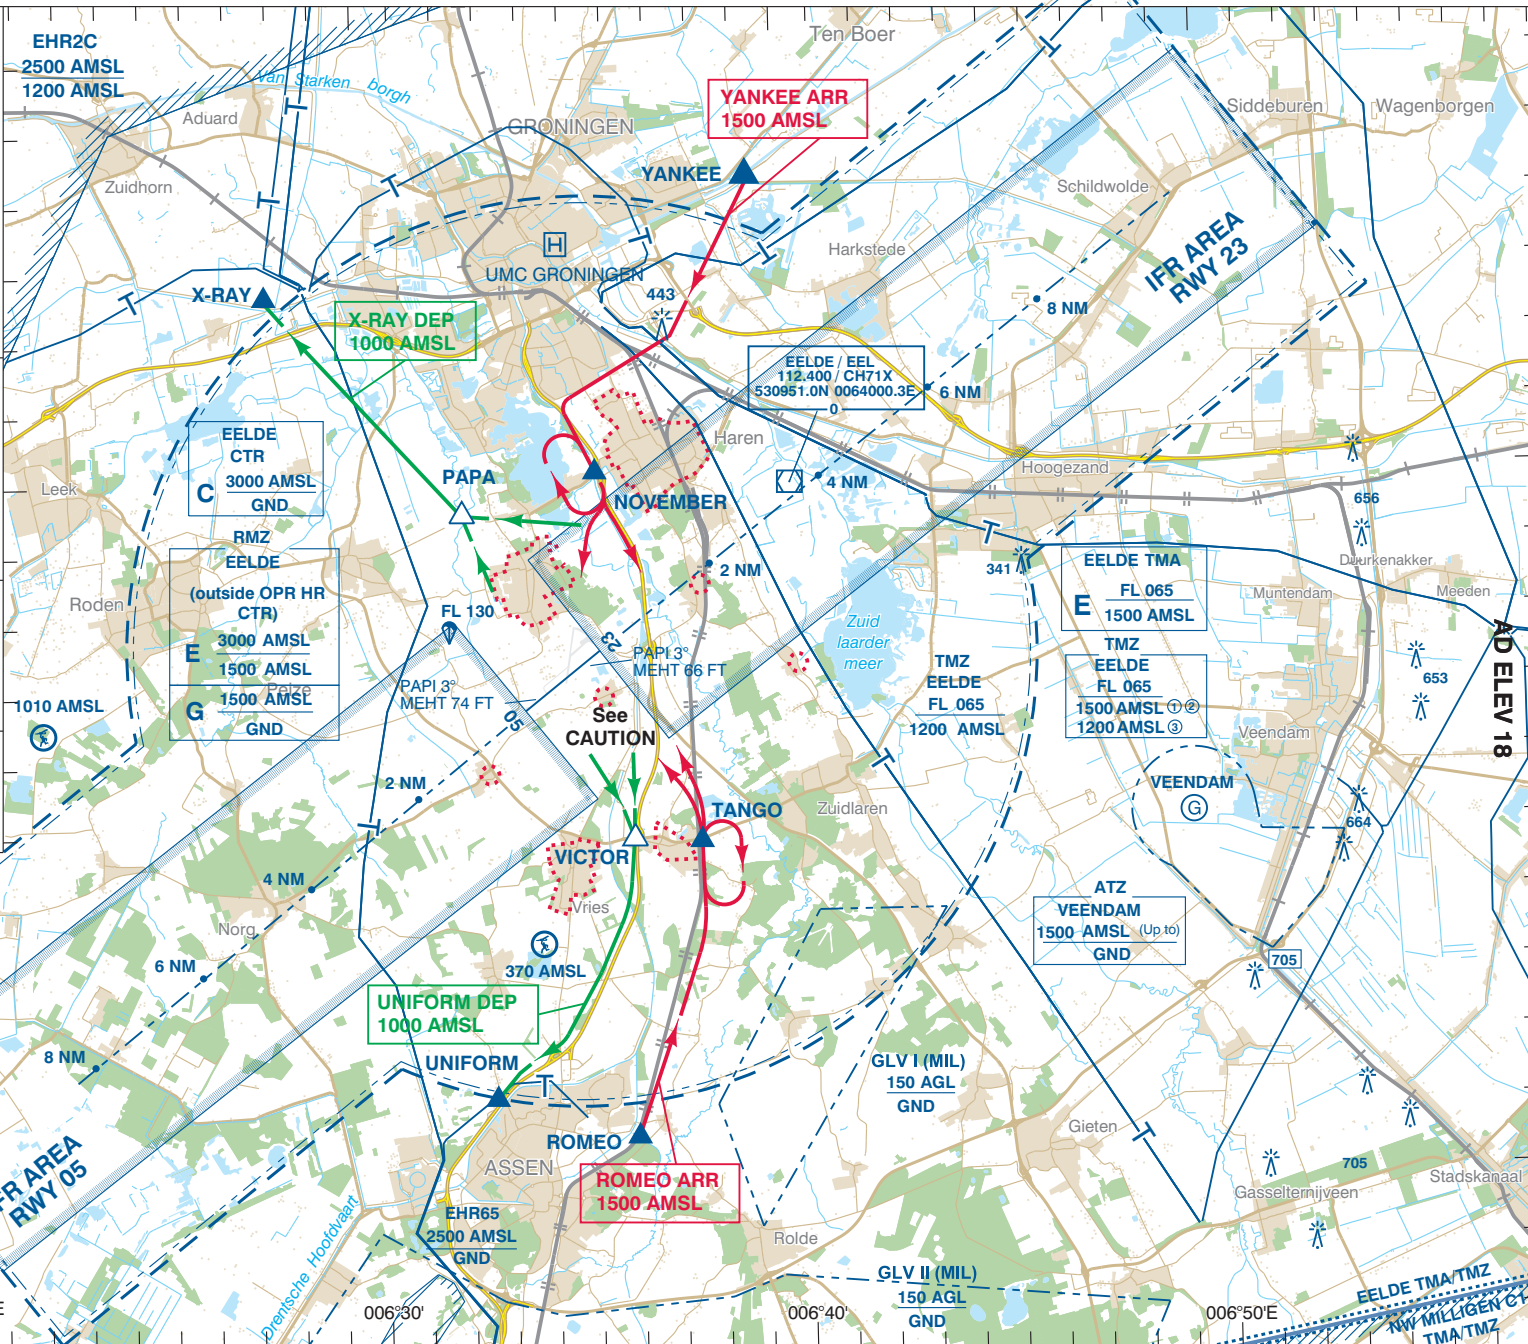 EHR2C
2500 AMSL
1200 AMSL
Van Starken borgh
Aduard
Zuidhorn
GRONINGEN
Ten Boer
YANKEE ARR
1500 AMSL
YANKEE
Siddeburen
Wagenborgen
Schildwolde
Harkstede
IFR AREA
RWY 23
H
UMC GRONINGEN
X-RAY
X-RAY DEP
1000 AMSL
443
8 NM
EELDE / EEL
112.400 / CH71X
530951.0N 0064000.3E
0
6 NM
EELDE
CTR
C
3000 AMSL
GND
Leek
PAPA
Haren
NOVEMBER
4 NM
Hoogezand
656
RMZ
EELDE
(outside OPR HR
CTR)
E
3000 AMSL
1500 AMSL
G
1500 AMSL
GND
Roden
Peize
FL 130
2 NM
341
EELDE TMA
E
FL 065
1500 AMSL
TMZ
EELDE
FL 065
1500 AMSL ① ②
1200 AMSL ③
Duurkenakker
Muntendam
Meeden
AD ELEV 18
Zuid
laarder
meer
23
PAPI 3°
MEHT 66 FT
PAPI 3°
MEHT 74 FT
05
TMZ
EELDE
FL 065
1200 AMSL
653
1010 AMSL
See
CAUTION
Veendam
2 NM
VEENDAM
G
TANGO
Zuidlaren
664
VICTOR
4 NM
Vries
ATZ
VEENDAM
1500 AMSL (Up to)
GND
Norg
6 NM
370 AMSL
705
UNIFORM DEP
1000 AMSL
8 NM
UNIFORM
GLV I (MIL)
150 AGL
GND
ROMEO
Gieten
ASSEN
IFR AREA
RWY 05
ROMEO ARR
1500 AMSL
705
Stadskanaal
Gasselternijveen
EHR65
2500 AMSL
GND
Drentsche Hoofdvaart
Rolde
GLV II (MIL)
150 AGL
GND
EELDE TMA/TMZ
NW MILLIGEN
TMA/TMZ
E
006°30'
006°40'
006°50'E